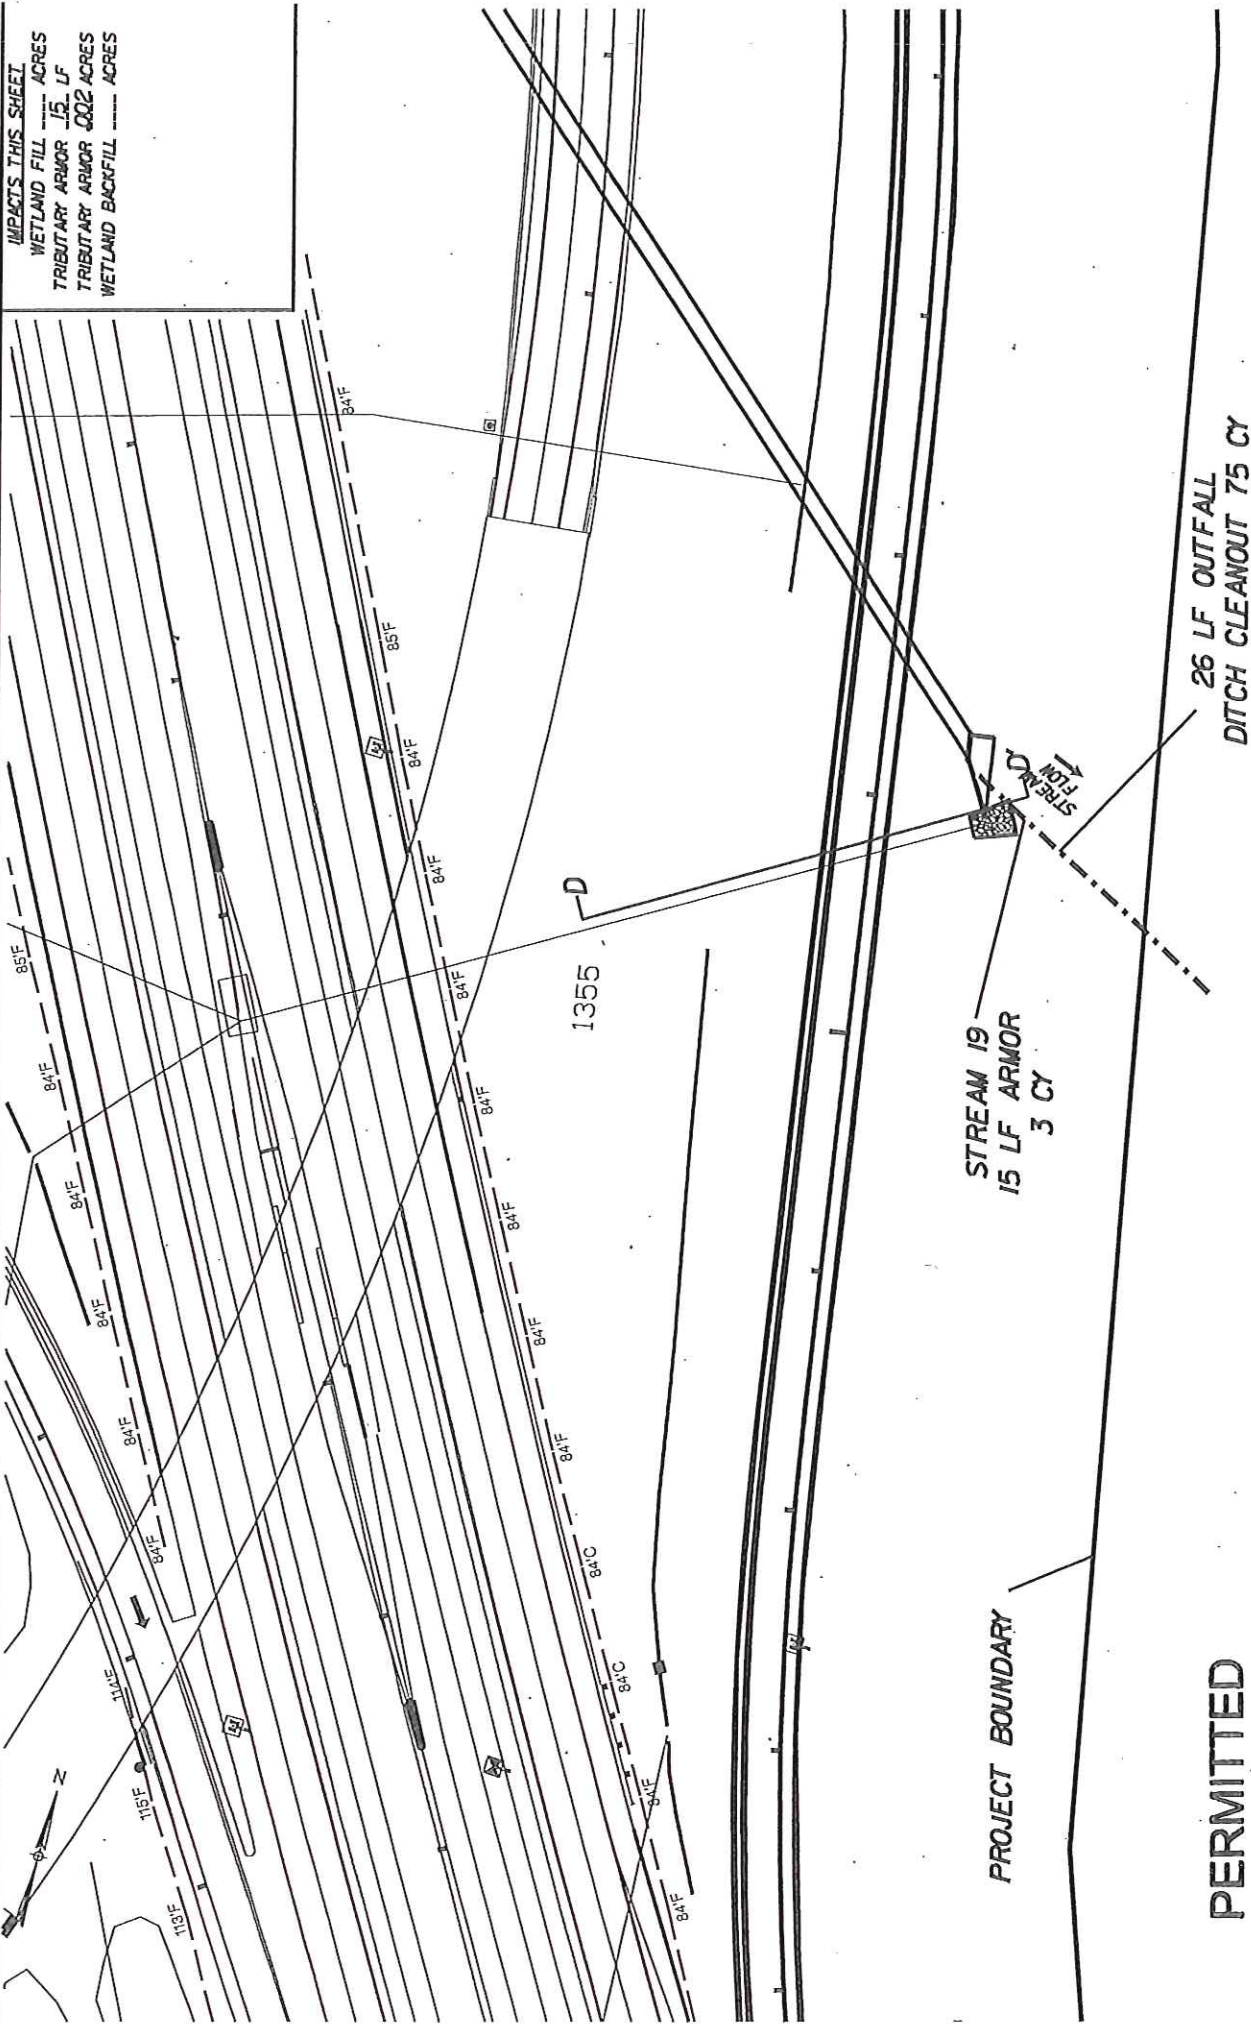 IMPACTS THIS SHEET
WETLAND FILL ---- ACRES
TRIBUTARY ARMOR 15 LF
TRIBUTARY ARMOR .002 ACRES
WETLAND BACKFILL ---- ACRES
84'F
85'F
84'F
84'F
84'F
84'F
84'F
84'F
84'F
84'C
84'C
84'F
84'F
85'F
84'F
84'F
84'F
84'F
84'F
114'F
115'F
113'F
N
D
1355
D'
STREAM
FLOW
STREAM 19
15 LF ARMOR
3 CY
26 LF OUTFALL
DITCH CLEANOUT 75 CY
PROJECT BOUNDARY
PERMITTED